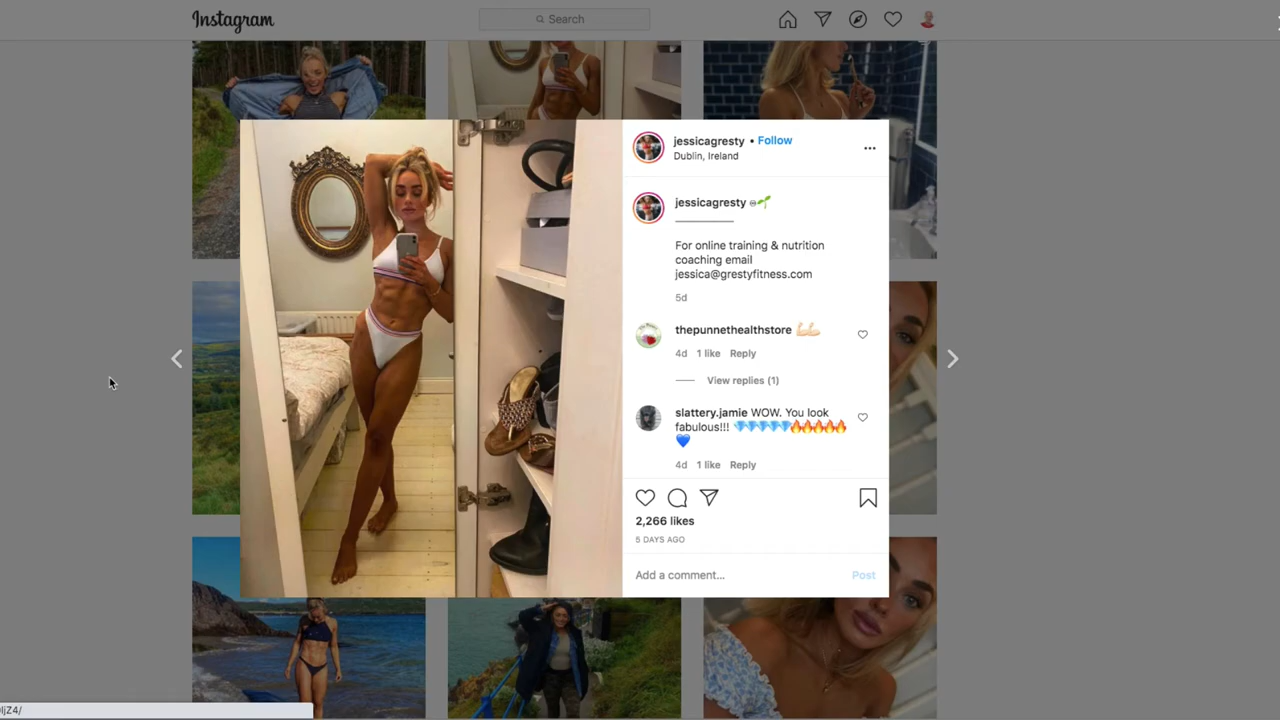 Instagram
Search
jessicagresty • Follow
Dublin, Ireland
jessicagresty ♾🌱
For online training & nutrition
coaching email
jessica@grestyfitness.com
5d
thepunnethealthstore 💪🏻💪🏻
4d 1 like Reply
View replies (1)
slattery.jamie WOW. You look
fabulous!!! 💎💎💎💎💎🔥🔥🔥🔥🔥
💙
4d 1 like Reply
2,266 likes
5 DAYS AGO
Add a comment... Post